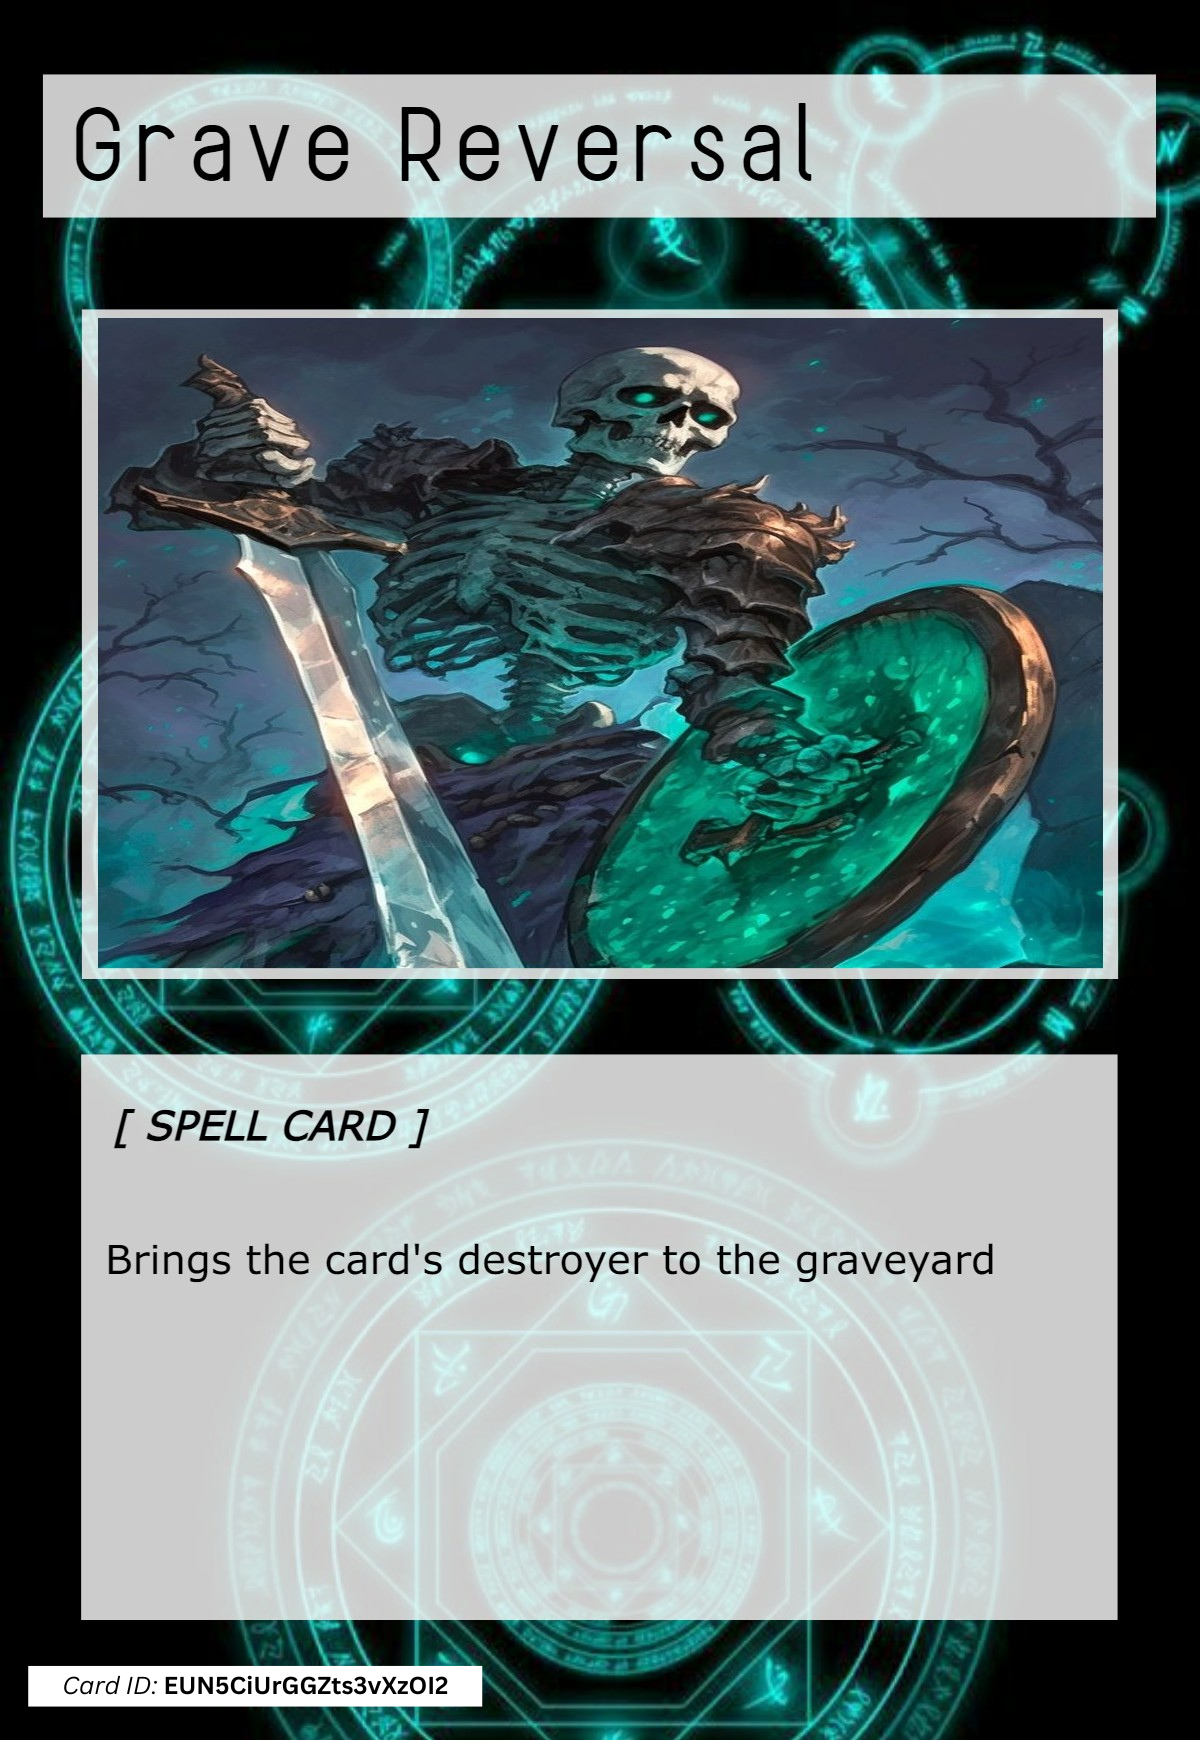 Grave Reversal
[ SPELL CARD ]
Brings the card's destroyer to the graveyard
Card ID: EUN5CiUrGGZts3vXzOI2